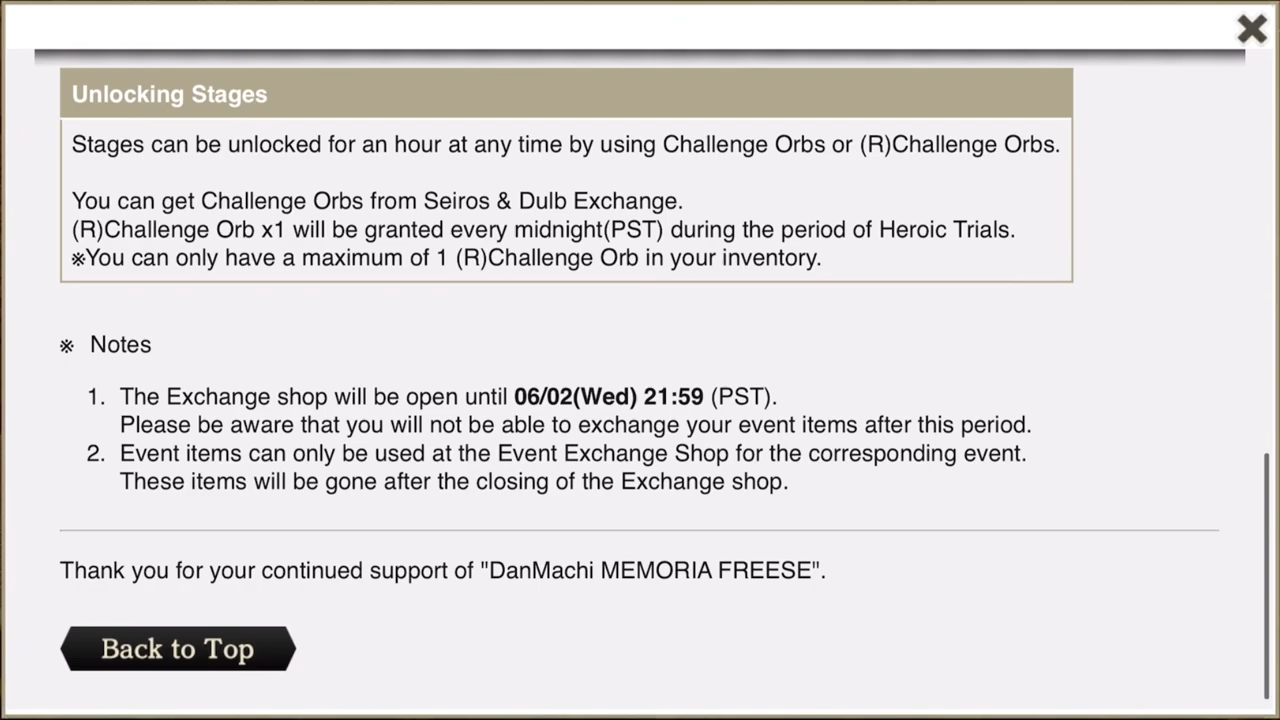 Unlocking Stages
Stages can be unlocked for an hour at any time by using Challenge Orbs or (R)Challenge Orbs.
You can get Challenge Orbs from Seiros & Dulb Exchange.
(R)Challenge Orb x1 will be granted every midnight(PST) during the period of Heroic Trials.
※You can only have a maximum of 1 (R)Challenge Orb in your inventory.
※ Notes
1. The Exchange shop will be open until 06/02(Wed) 21:59 (PST).
Please be aware that you will not be able to exchange your event items after this period.
2. Event items can only be used at the Event Exchange Shop for the corresponding event.
These items will be gone after the closing of the Exchange shop.
Thank you for your continued support of "DanMachi MEMORIA FREESE".
Back to Top